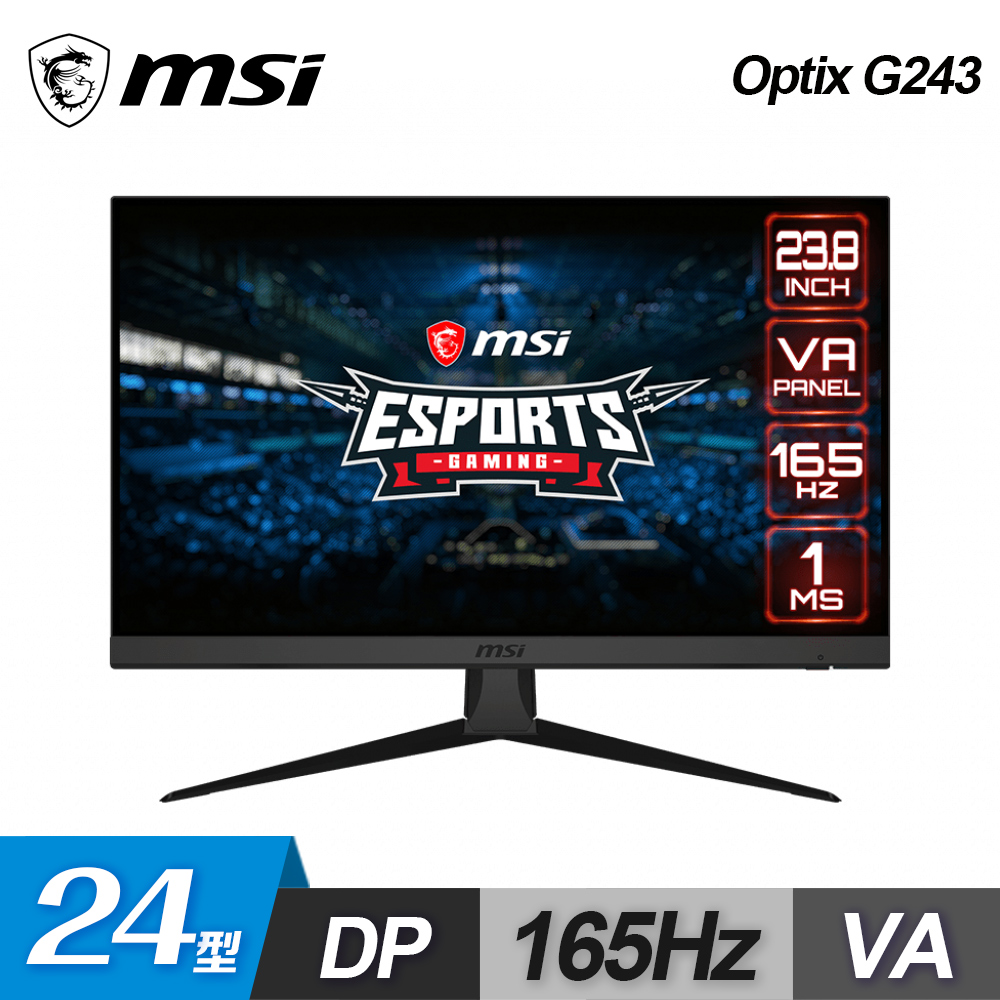 msi
Optix G243
23.8
INCH
msi
VA
PANEL
ESPORTS
-GAMING-
165
HZ
1
MS
msi
24型
DP
165Hz
VA